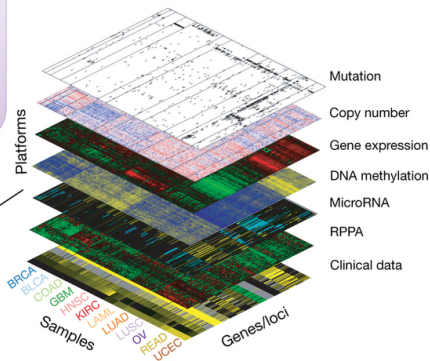 Mutation
Copy number
Gene expression
DNA methylation
MicroRNA
RPPA
Clinical data
Platforms
BRCA
BLCA
COAD
GBM
HNSC
KIRC
LAML
LUAD
LUSC
OV
READ
UCEC
Samples
Genes/loci